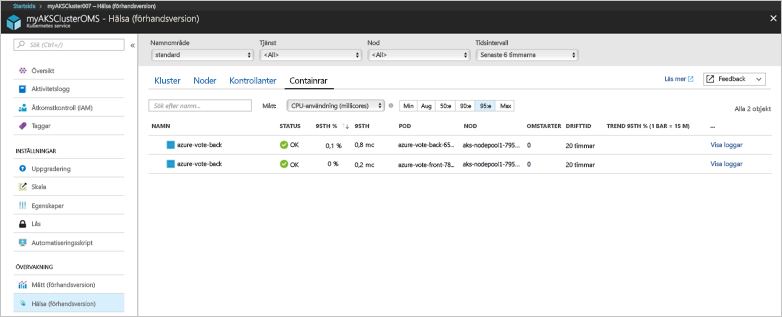 Startsida > myAKSCluster007 – Hälsa (förhandsversion)
myAKSClusterOMS - Hälsa (förhandsversion)
Kubernetes service
Sök (Ctrl+/)
Översikt
Aktivitetslogg
Åtkomstkontroll (IAM)
Taggar
INSTÄLLNINGAR
Uppgradering
Skala
Egenskaper
Lås
Automatiseringsskript
ÖVERVAKNING
Mått (förhandsversion)
Hälsa (förhandsversion)
Namnområde Tjänst Nod Tidsintervall
standard <All> <All> Senaste 6 timmarna
Kluster Noder Kontrollanter Containrar Läs mer Feedback
Sök efter namn... Mått: CPU-användning (millicores) Min Aug 50:e 90:e 95:e Max Alla 2 objekt
NAMN STATUS 95TH % 95TH POD NOD OMSTARTER DRIFTTID TREND 95TH % (1 BAR = 15 M) ...
azure-vote-back OK 0,1 % 0,8 mc azure-vote-back-65... aks-nodepool1-795... 0 20 timmar Visa loggar
azure-vote-back OK 0 % 0,2 mc azure-vote-front-78... aks-nodepool1-795... 0 20 timmar Visa loggar